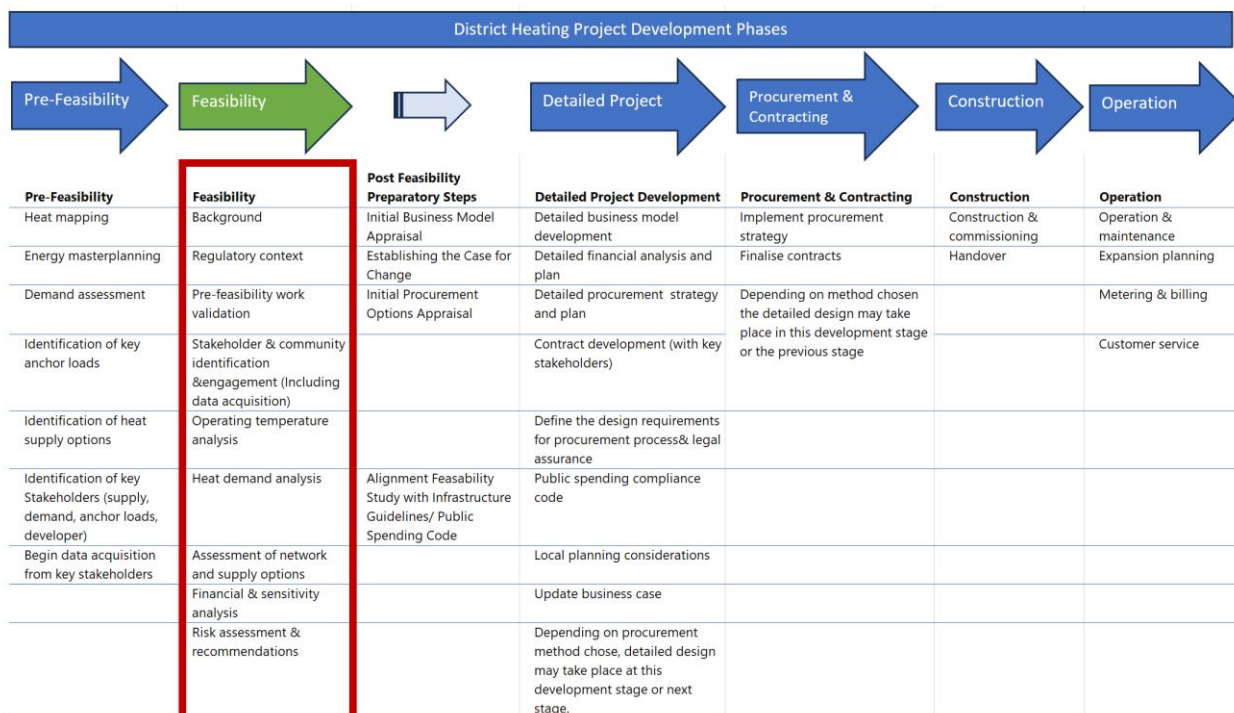 District Heating Project Development Phases
Pre-Feasibility
Feasibility
Detailed Project
Procurement &
Contracting
Construction
Operation
Pre-Feasibility
Heat mapping
Energy masterplanning
Demand assessment
Identification of key
anchor loads
Identification of heat
supply options
Identification of key
Stakeholders (supply,
demand, anchor loads,
developer)
Begin data acquisition
from key stakeholders
Feasibility
Background
Regulatory context
Pre-feasibility work
validation
Stakeholder & community
identification
&engagement (Including
data acquisition)
Operating temperature
analysis
Heat demand analysis
Assessment of network
and supply options
Financial & sensitivity
analysis
Risk assessment &
recommendations
Post Feasibility
Preparatory Steps
Initial Business Model
Appraisal
Establishing the Case for
Change
Initial Procurement
Options Appraisal
Alignment Feasability
Study with Infrastructure
Guidelines/ Public
Spending Code
Detailed Project Development
Detailed business model
development
Detailed financial analysis and
plan
Detailed procurement strategy
and plan
Contract development (with key
stakeholders)
Define the design requirements
for procurement process& legal
assurance
Public spending compliance
code
Local planning considerations
Update business case
Depending on procurement
method chose, detailed design
may take place at this
development stage or next
stage.
Procurement & Contracting
Implement procurement
strategy
Finalise contracts
Depending on method chosen
the detailed design may take
place in this development stage
or the previous stage
Construction
Construction &
commissioning
Handover
Operation
Operation &
maintenance
Expansion planning
Metering & billing
Customer service